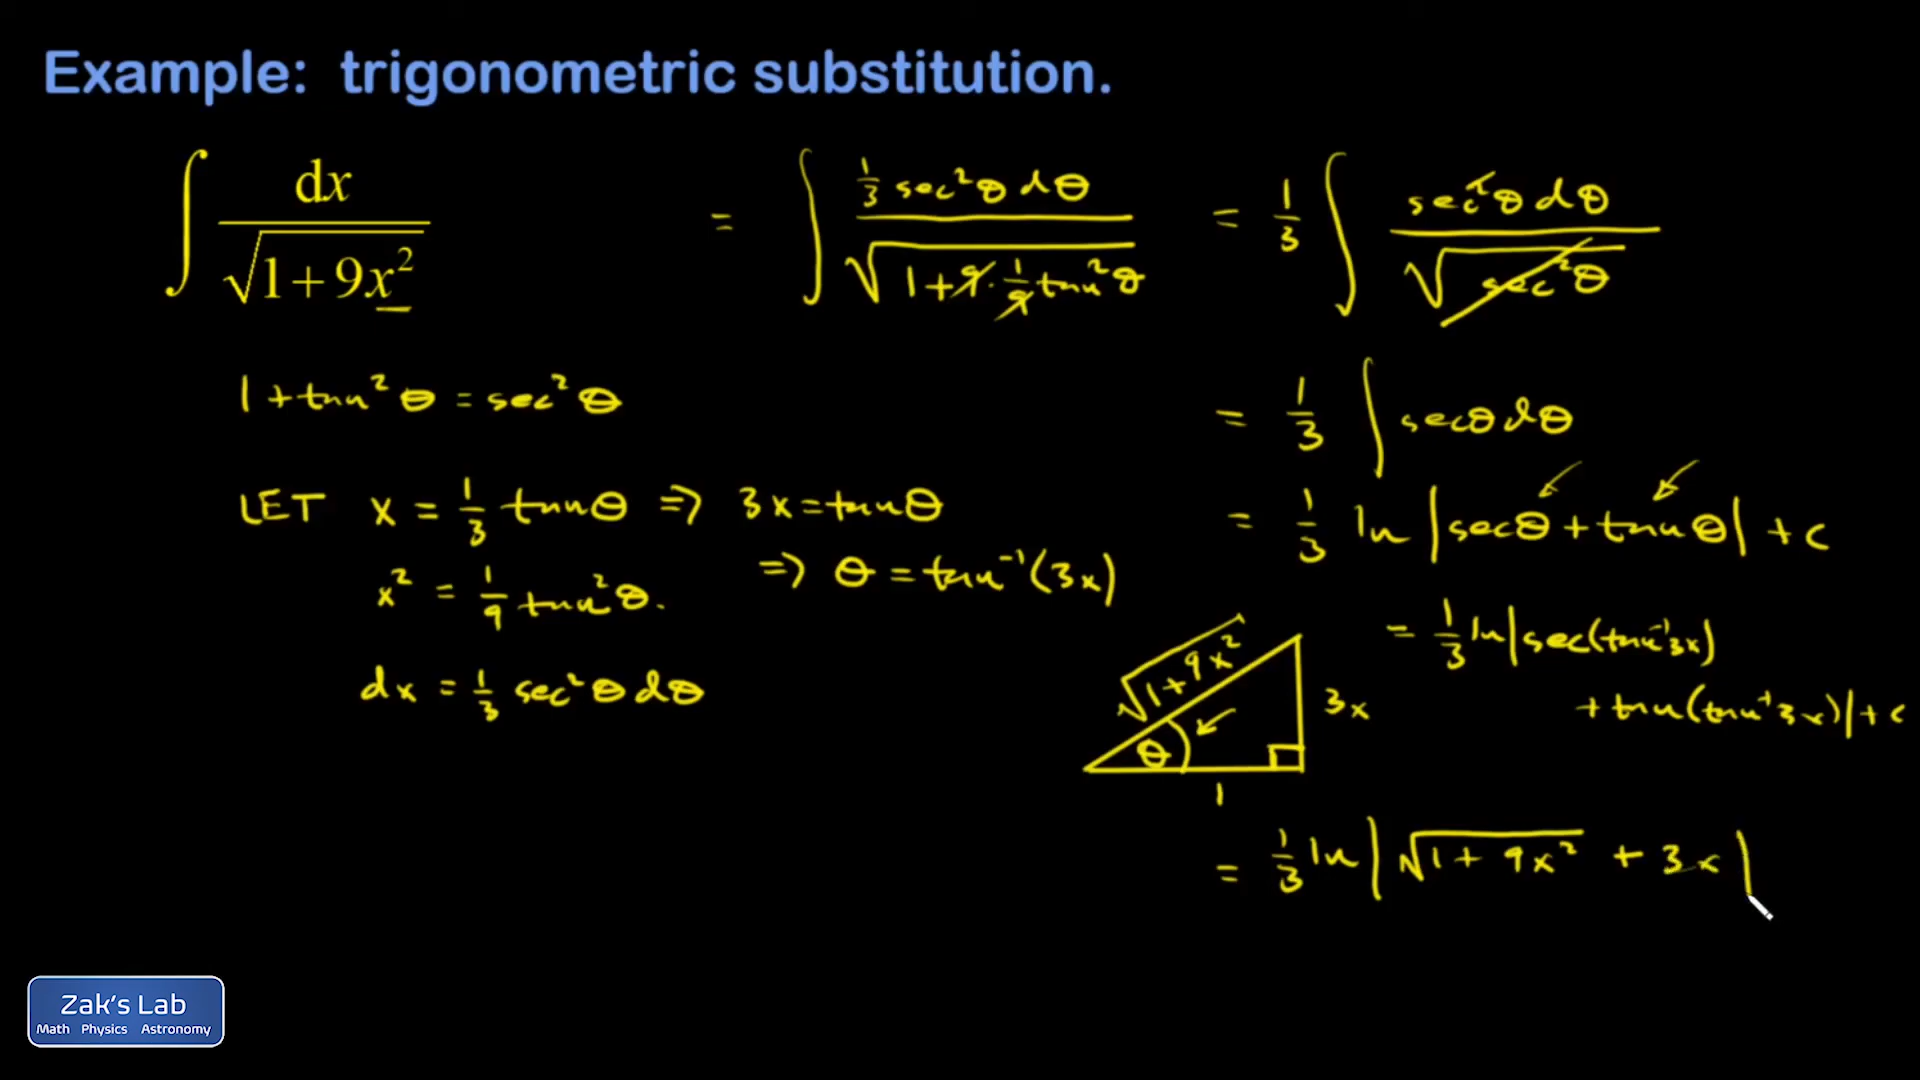 Example: trigonometric substitution.
∫ dx / √(1 + 9x²)
= ∫ ⅓ sec²θ dθ / √(1 + 9 · 1/9 tan²θ)
= 1/3 ∫ sec²θ dθ / √(sec²θ)
1 + tan²θ = sec²θ
= 1/3 ∫ secθ dθ
LET x = 1/3 tanθ ⇒ 3x = tanθ
= 1/3 ln |secθ + tanθ| + c
x² = 1/9 tan²θ.
⇒ θ = tan⁻¹(3x)
= 1/3 ln |sec(tan⁻¹3x)
+ tan(tan⁻¹3x)| + c
dx = 1/3 sec²θ dθ
√(1 + 9x²)
3x
θ
1
= 1/3 ln |√(1 + 9x²) + 3x|
Zak's Lab
Math Physics Astronomy